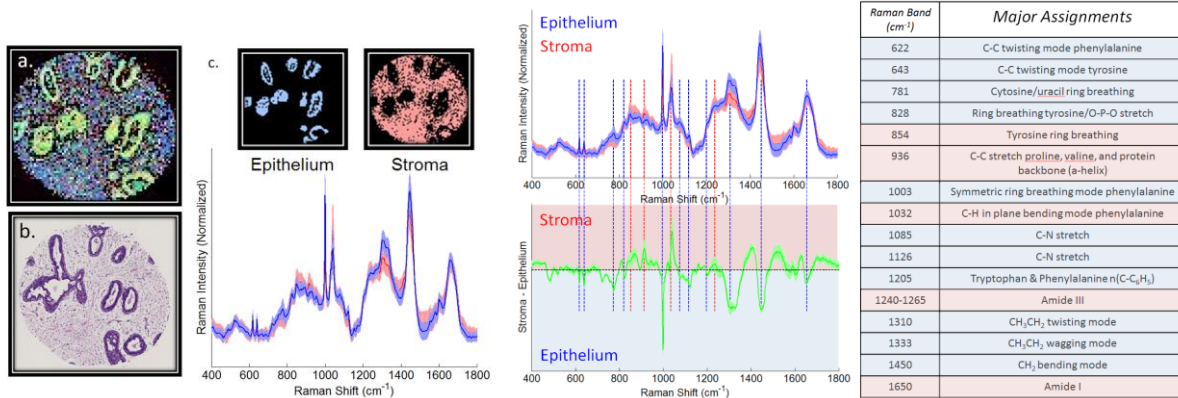 a.
b.
c.
Epithelium
Stroma
Raman Intensity (Normalized)
400 600 800 1000 1200 1400 1600 1800
Raman Shift (cm-1)
Epithelium
Stroma
Raman Intensity (Normalized)
400 600 800 1000 1200 1400 1600 1800
Raman Shift (cm-1)
Stroma
Stroma - Epithelium
Epithelium
400 600 800 1000 1200 1400 1600 1800
Raman Shift (cm-1)
Raman Band (cm-1) Major Assignments
622 C-C twisting mode phenylalanine
643 C-C twisting mode tyrosine
781 Cytosine/uracil ring breathing
828 Ring breathing tyrosine/O-P-O stretch
854 Tyrosine ring breathing
936 C-C stretch proline, valine, and protein
backbone (a-helix)
1003 Symmetric ring breathing mode phenylalanine
1032 C-H in plane bending mode phenylalanine
1085 C-N stretch
1126 C-N stretch
1205 Tryptophan & Phenylalanine n(C-C6H5)
1240-1265 Amide III
1310 CH3CH2 twisting mode
1333 CH3CH2 wagging mode
1450 CH2 bending mode
1650 Amide I